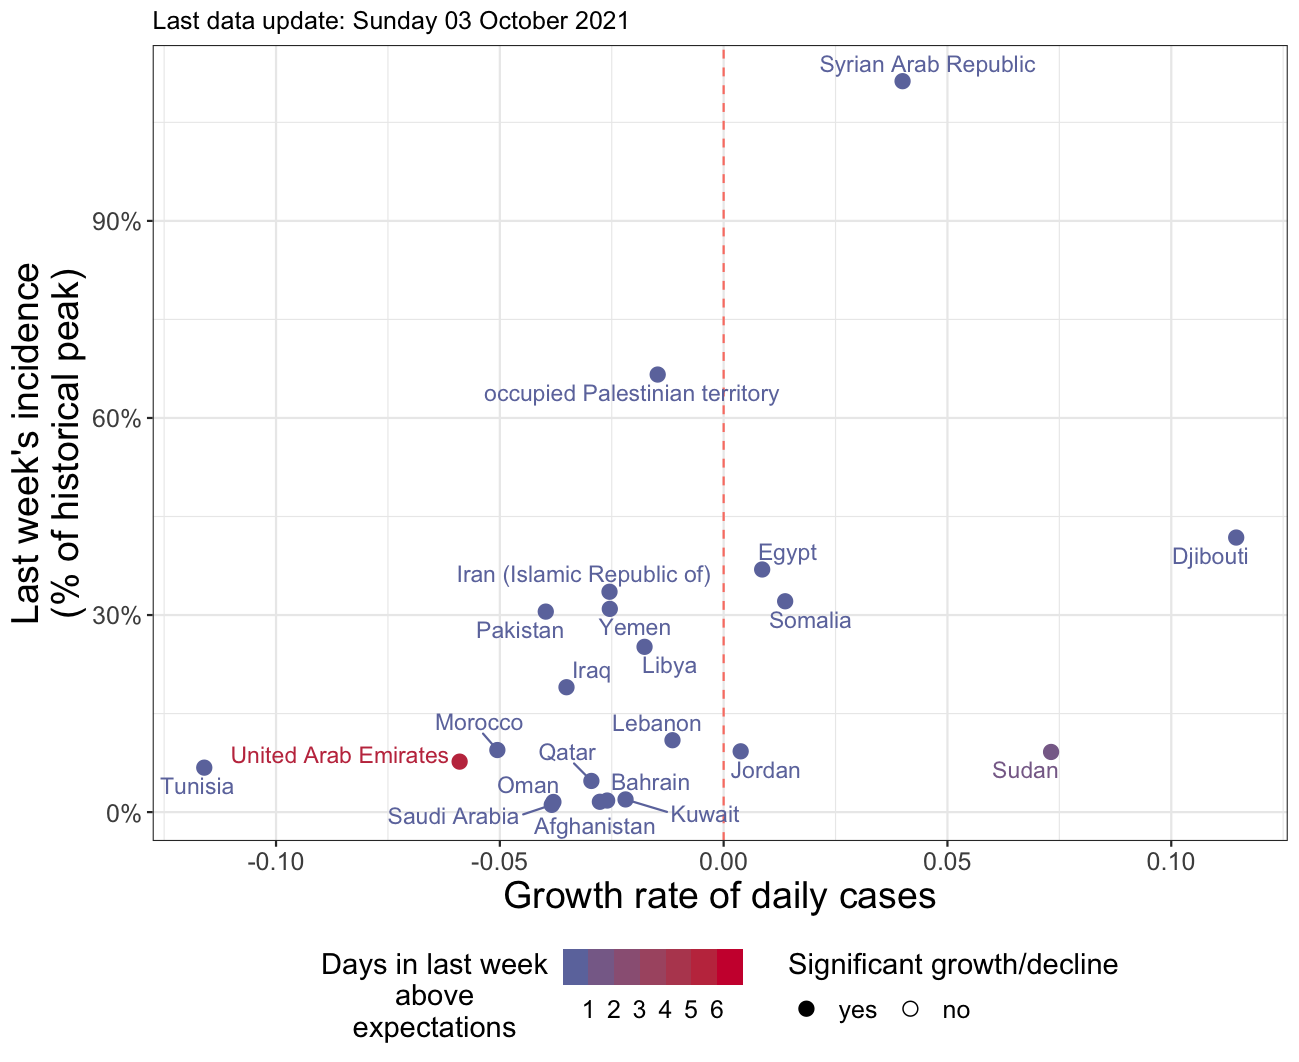 Last data update: Sunday 03 October 2021
Last week's incidence
(% of historical peak)
90%
60%
30%
0%
Syrian Arab Republic
occupied Palestinian territory
Djibouti
Egypt
Iran (Islamic Republic of)
Somalia
Pakistan
Yemen
Libya
Iraq
Morocco
Lebanon
United Arab Emirates
Qatar
Jordan
Sudan
Tunisia
Oman
Bahrain
Saudi Arabia
Kuwait
Afghanistan
-0.10
-0.05
0.00
0.05
0.10
Growth rate of daily cases
Days in last week
above
expectations
1 2 3 4 5 6
Significant growth/decline
yes
no